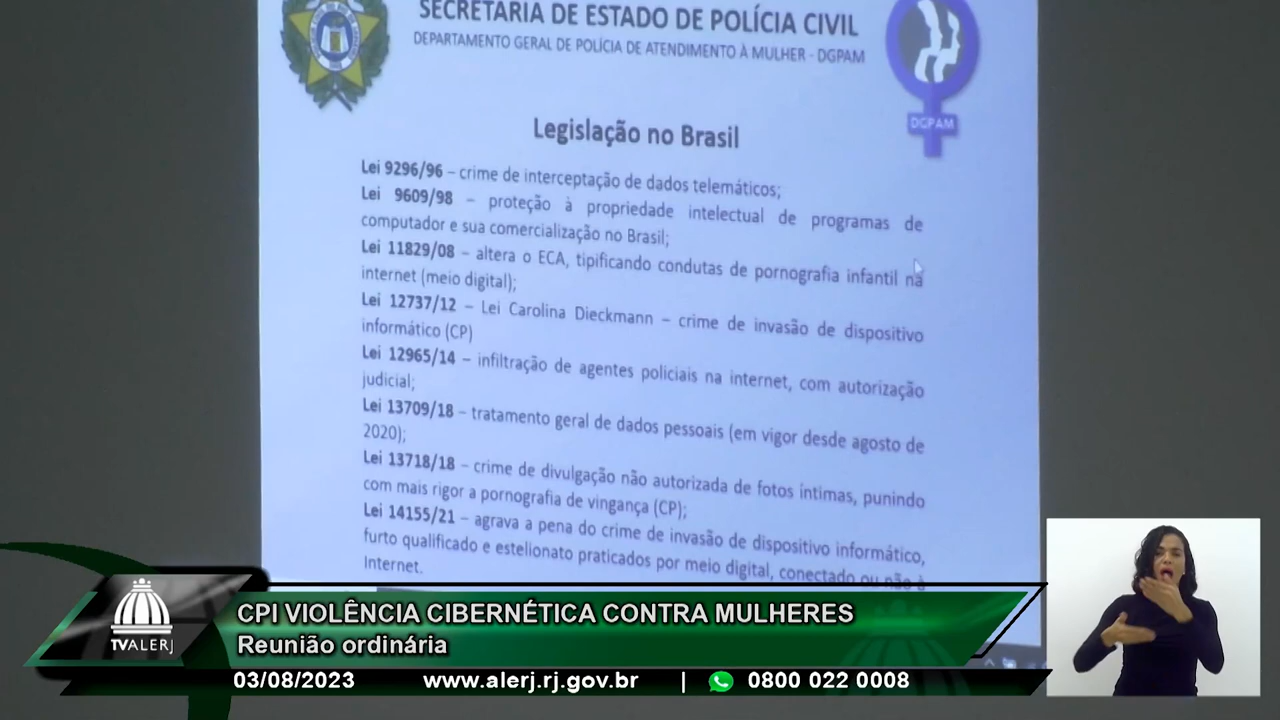 SECRETARIA DE ESTADO DE POLÍCIA CIVIL
DEPARTAMENTO GERAL DE POLÍCIA DE ATENDIMENTO À MULHER - DGPAM
DGPAM
Legislação no Brasil
Lei 9296/96 – crime de interceptação de dados telemáticos;
Lei 9609/98 – proteção à propriedade intelectual de programas de
computador e sua comercialização no Brasil;
Lei 11829/08 – altera o ECA, tipificando condutas de pornografia infantil na
internet (meio digital);
Lei 12737/12 – Lei Carolina Dieckmann – crime de invasão de dispositivo
informático (CP)
Lei 12965/14 – infiltração de agentes policiais na internet, com autorização
judicial;
Lei 13709/18 – tratamento geral de dados pessoais (em vigor desde agosto de
2020);
Lei 13718/18 – crime de divulgação não autorizada de fotos íntimas, punindo
com mais rigor a pornografia de vingança (CP);
Lei 14155/21 – agrava a pena do crime de invasão de dispositivo informático,
furto qualificado e estelionato praticados por meio digital, conectado ou não à
Internet.
TVALERJ
CPI VIOLÊNCIA CIBERNÉTICA CONTRA MULHERES
Reunião ordinária
03/08/2023 www.alerj.rj.gov.br | 0800 022 0008